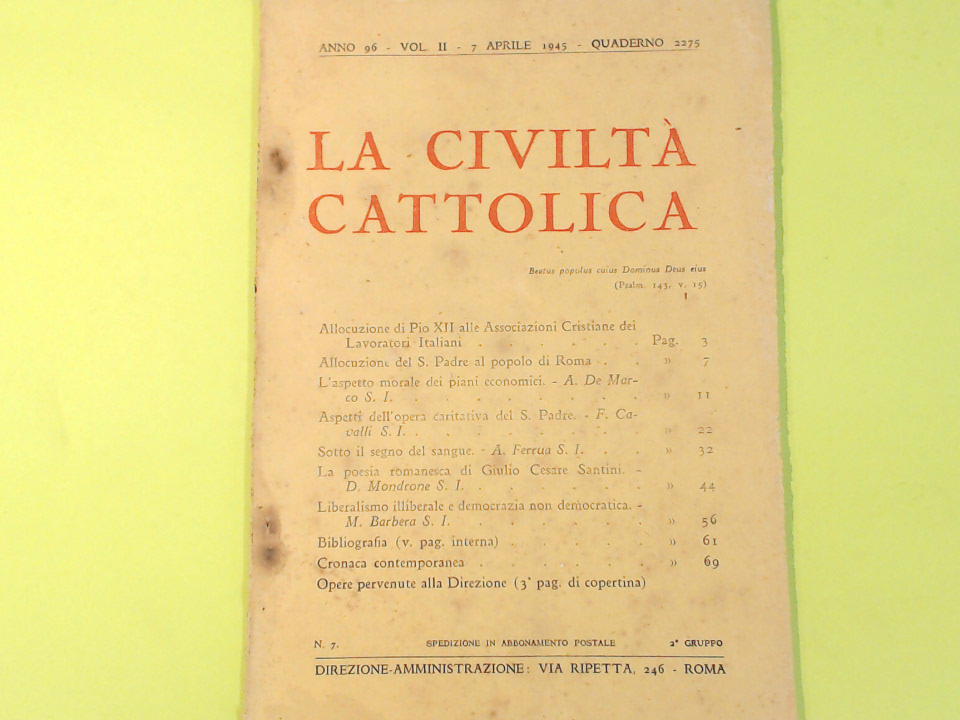 ANNO 96 - VOL. II - 7 APRILE 1945 - QUADERNO 2275
LA CIVILTÀ
CATTOLICA
Beatus populus cuius Dominus Deus eius
(Psalm. 143, v. 15)
Allocuzione di Pio XII alle Associazioni Cristiane dei
Lavoratori Italiani . . . . . . Pag. 3
Allocuzione del S. Padre al popolo di Roma . . » 7
L'aspetto morale dei piani economici. - A. De Mar-
co S. I. . . . . . . . . » 11
Aspetti dell'opera caritativa del S. Padre. - F. Ca-
valli S. I. . . . . . . . . » 22
Sotto il segno del sangue. - A. Ferrua S. I. . . » 32
La poesia romanesca di Giulio Cesare Santini. -
D. Mondrone S. I. . . . . . . » 44
Liberalismo illiberale e democrazia non democratica. -
M. Barbera S. I. . . . . . . » 56
Bibliografia (v. pag. interna) . . . . . » 61
Cronaca contemporanea . . . . . . » 69
Opere pervenute alla Direzione (3ª pag. di copertina)
N. 7. SPEDIZIONE IN ABBONAMENTO POSTALE 2° GRUPPO
DIREZIONE-AMMINISTRAZIONE: VIA RIPETTA, 246 - ROMA